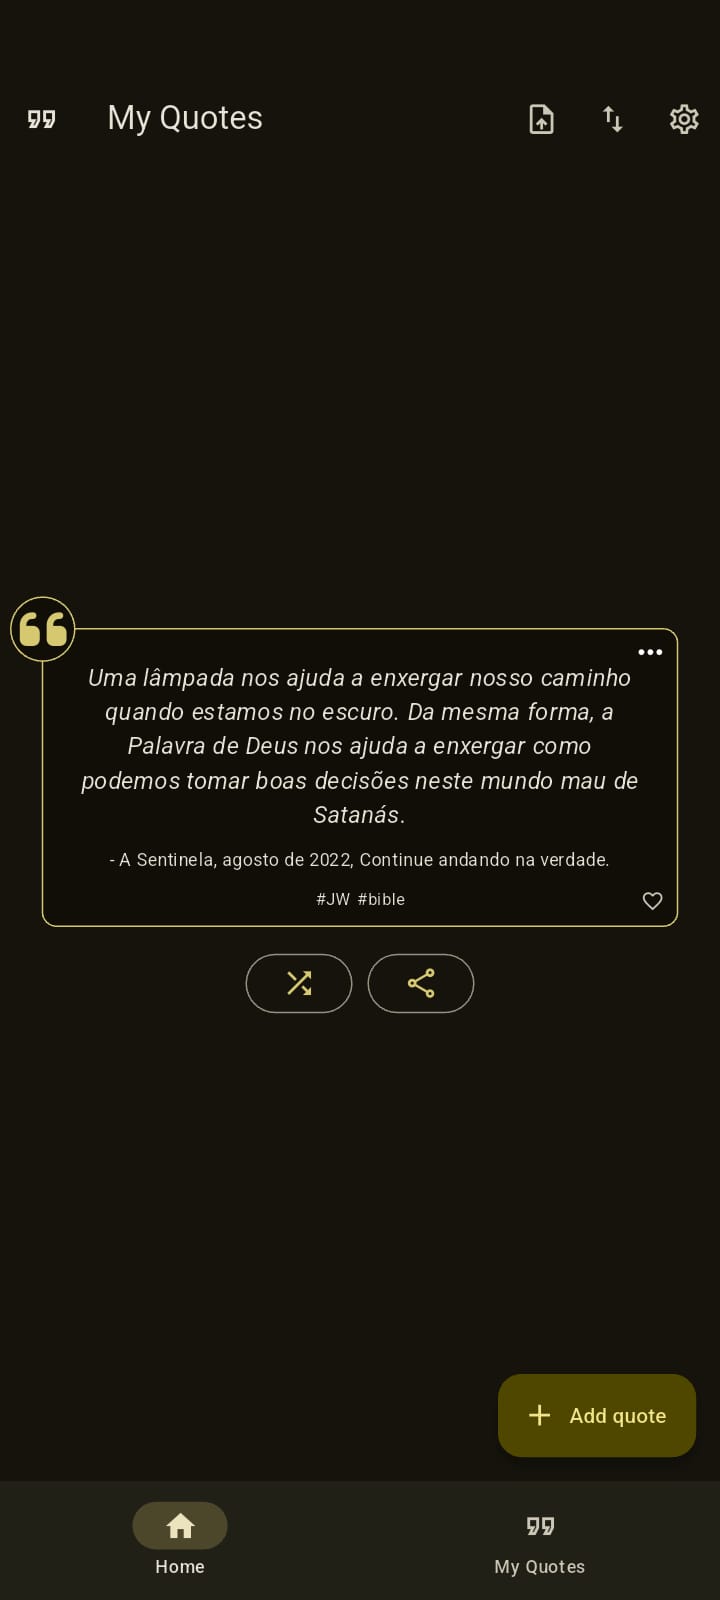 My Quotes
Uma lâmpada nos ajuda a enxergar nosso caminho
quando estamos no escuro. Da mesma forma, a
Palavra de Deus nos ajuda a enxergar como
podemos tomar boas decisões neste mundo mau de
Satanás.
- A Sentinela, agosto de 2022, Continue andando na verdade.
#JW #bible
Add quote
Home
My Quotes